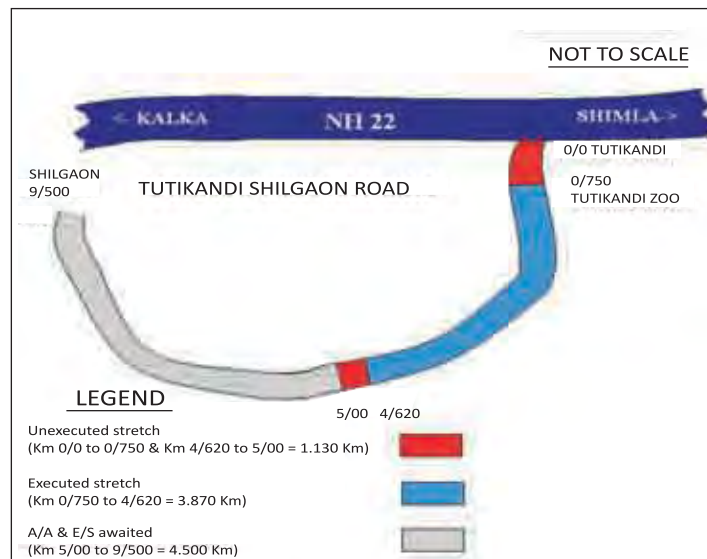 NOT TO SCALE
<- KALKA NH 22 SHIMLA->
0/0 TUTIKANDI
SHILGAON
9/500
TUTIKANDI SHILGAON ROAD
0/750
TUTIKANDI ZOO
LEGEND
5/00 4/620
Unexecuted stretch
(Km 0/0 to 0/750 & Km 4/620 to 5/00 = 1.130 Km)
Executed stretch
(Km 0/750 to 4/620 = 3.870 Km)
A/A & E/S awaited
(Km 5/00 to 9/500 = 4.500 Km)